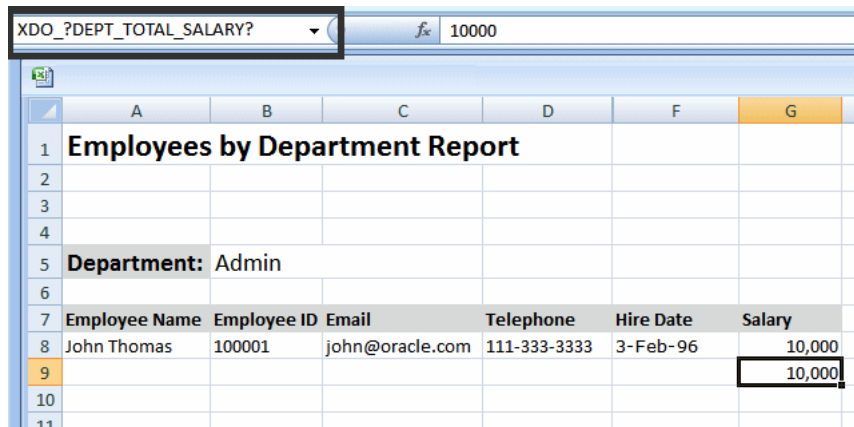 XDO_?DEPT_TOTAL_SALARY? fx 10000
A B C D F G
1 Employees by Department Report
2
3
4
5 Department: Admin
6
7 Employee Name Employee ID Email Telephone Hire Date Salary
8 John Thomas 100001 john@oracle.com 111-333-3333 3-Feb-96 10,000
9 10,000
10
11